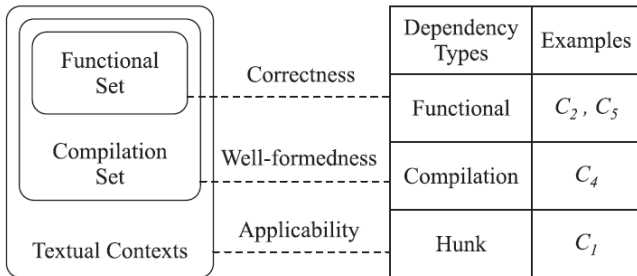 Functional
Set
Compilation
Set
Textual Contexts
Correctness
Well-formedness
Applicability
Dependency
Types
Examples
Functional
C₂ , C₅
Compilation
C₄
Hunk
C₁